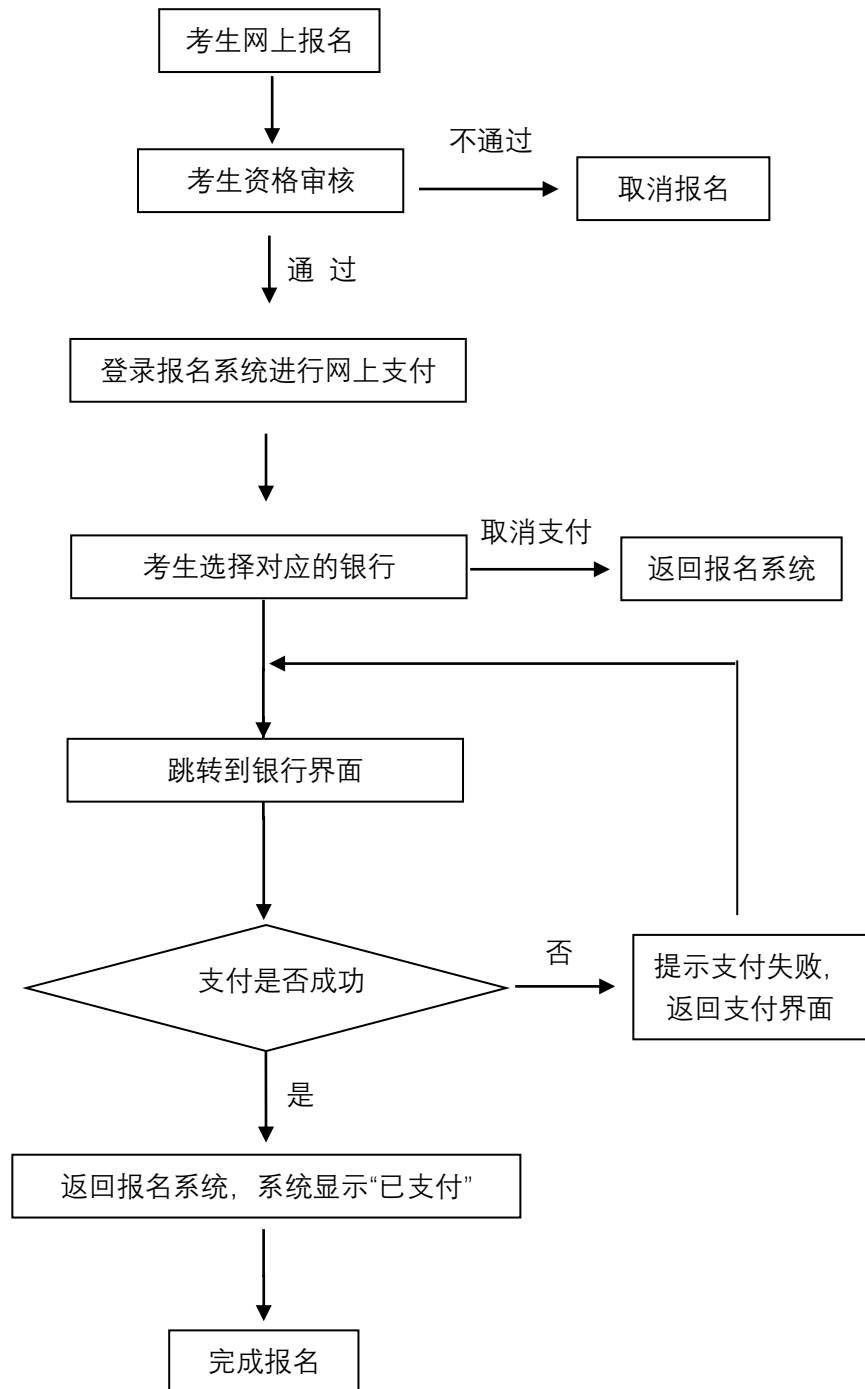 考生网上报名
不通过
考生资格审核
取消报名
通 过
登录报名系统进行网上支付
取消支付
考生选择对应的银行
返回报名系统
跳转到银行界面
否
支付是否成功
提示支付失败,
返回支付界面
是
返回报名系统, 系统显示“已支付”
完成报名